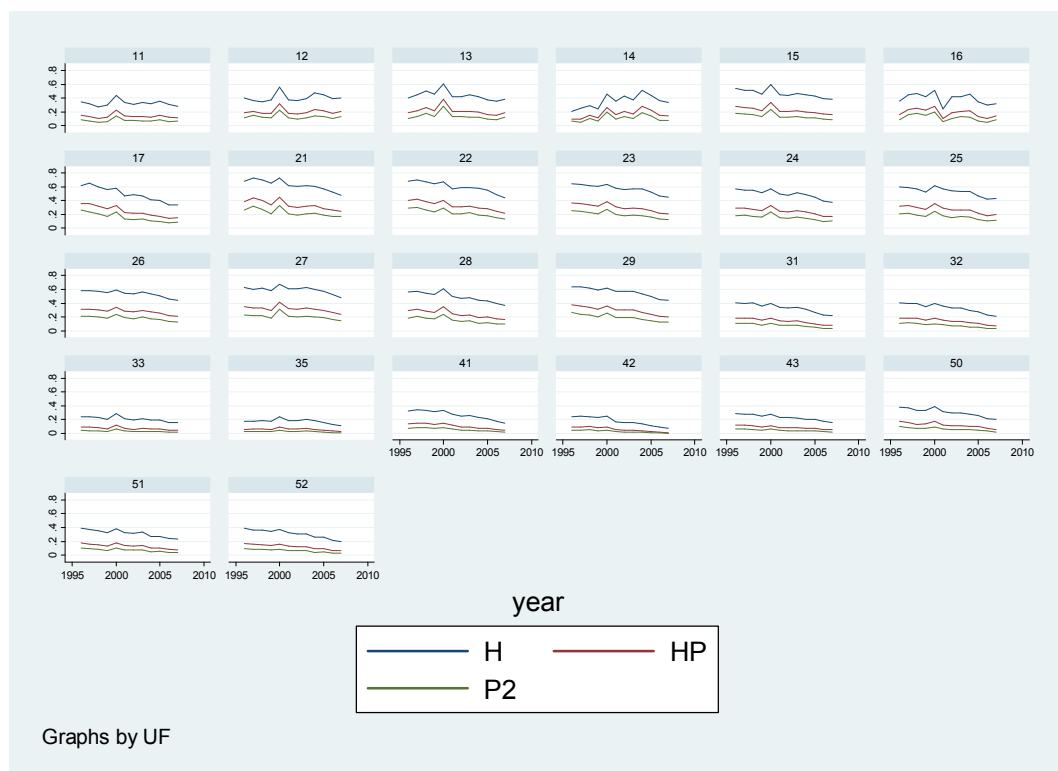 11 12 13 14 15 16
0 .2 .4 .6 .8
17 21 22 23 24 25
0 .2 .4 .6 .8
26 27 28 29 31 32
0 .2 .4 .6 .8
33 35 41 42 43 50
0 .2 .4 .6 .8
1995 2000 2005 2010 1995 2000 2005 2010 1995 2000 2005 2010 1995 2000 2005 2010
51 52
0 .2 .4 .6 .8
1995 2000 2005 2010 1995 2000 2005 2010
year
H HP
P2
Graphs by UF